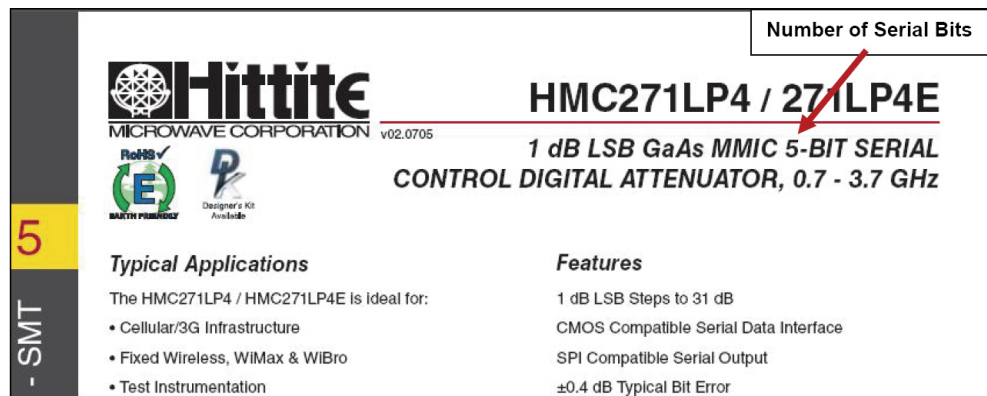 Number of Serial Bits
Hittite
MICROWAVE CORPORATION
v02.0705
HMC271LP4 / 271LP4E
1 dB LSB GaAs MMIC 5-BIT SERIAL
CONTROL DIGITAL ATTENUATOR, 0.7 - 3.7 GHz
RoHS✓
E
EARTH FRIENDLY
Designer's Kit
Available
5
- SMT
Typical Applications
The HMC271LP4 / HMC271LP4E is ideal for:
• Cellular/3G Infrastructure
• Fixed Wireless, WiMax & WiBro
• Test Instrumentation
Features
1 dB LSB Steps to 31 dB
CMOS Compatible Serial Data Interface
SPI Compatible Serial Output
±0.4 dB Typical Bit Error